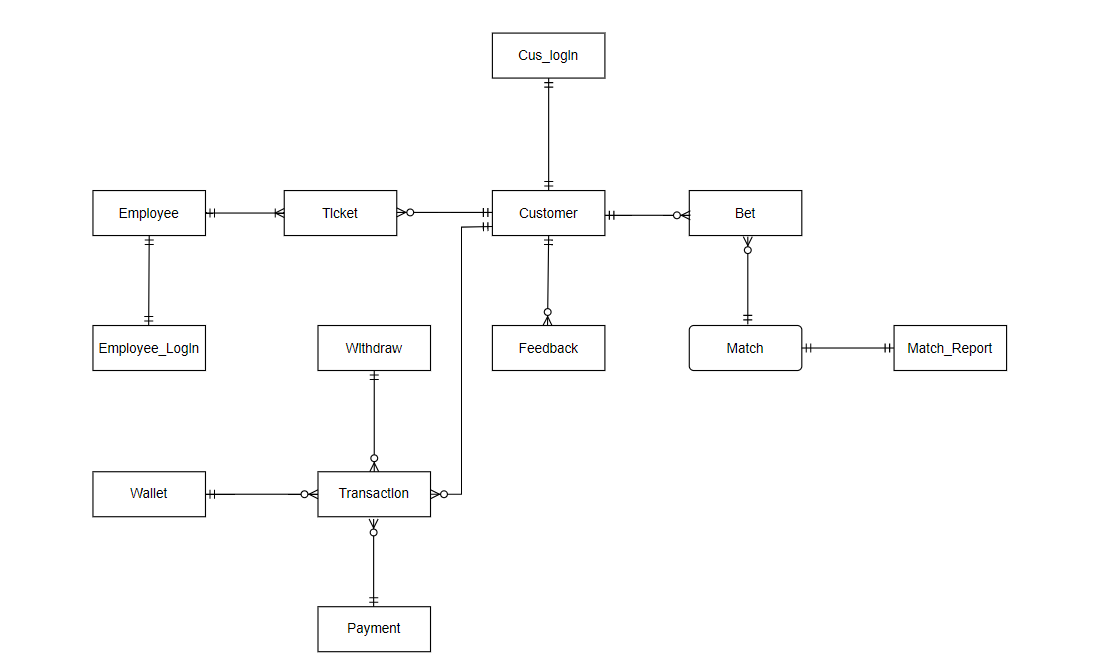 Cus_login
Employee
Ticket
Customer
Bet
Employee_Login
Withdraw
Feedback
Match
Match_Report
Wallet
Transaction
Payment